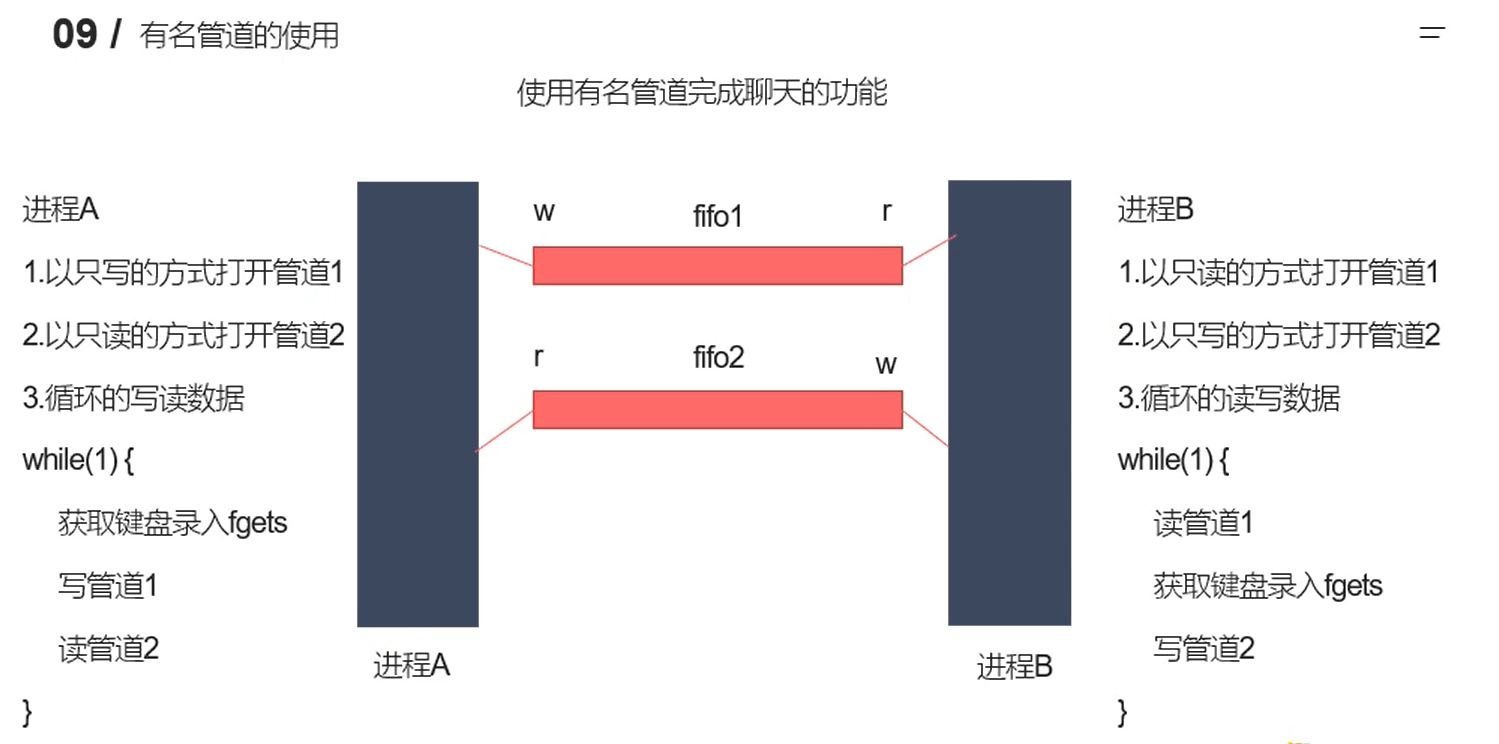 09 / 有名管道的使用
使用有名管道完成聊天的功能
进程A
1.以只写的方式打开管道1
2.以只读的方式打开管道2
3.循环的写读数据
while(1) {
获取键盘录入fgets
写管道1
读管道2
}
w
fifo1
r
r
fifo2
w
进程A
进程B
进程B
1.以只读的方式打开管道1
2.以只写的方式打开管道2
3.循环的读写数据
while(1) {
读管道1
获取键盘录入fgets
写管道2
}